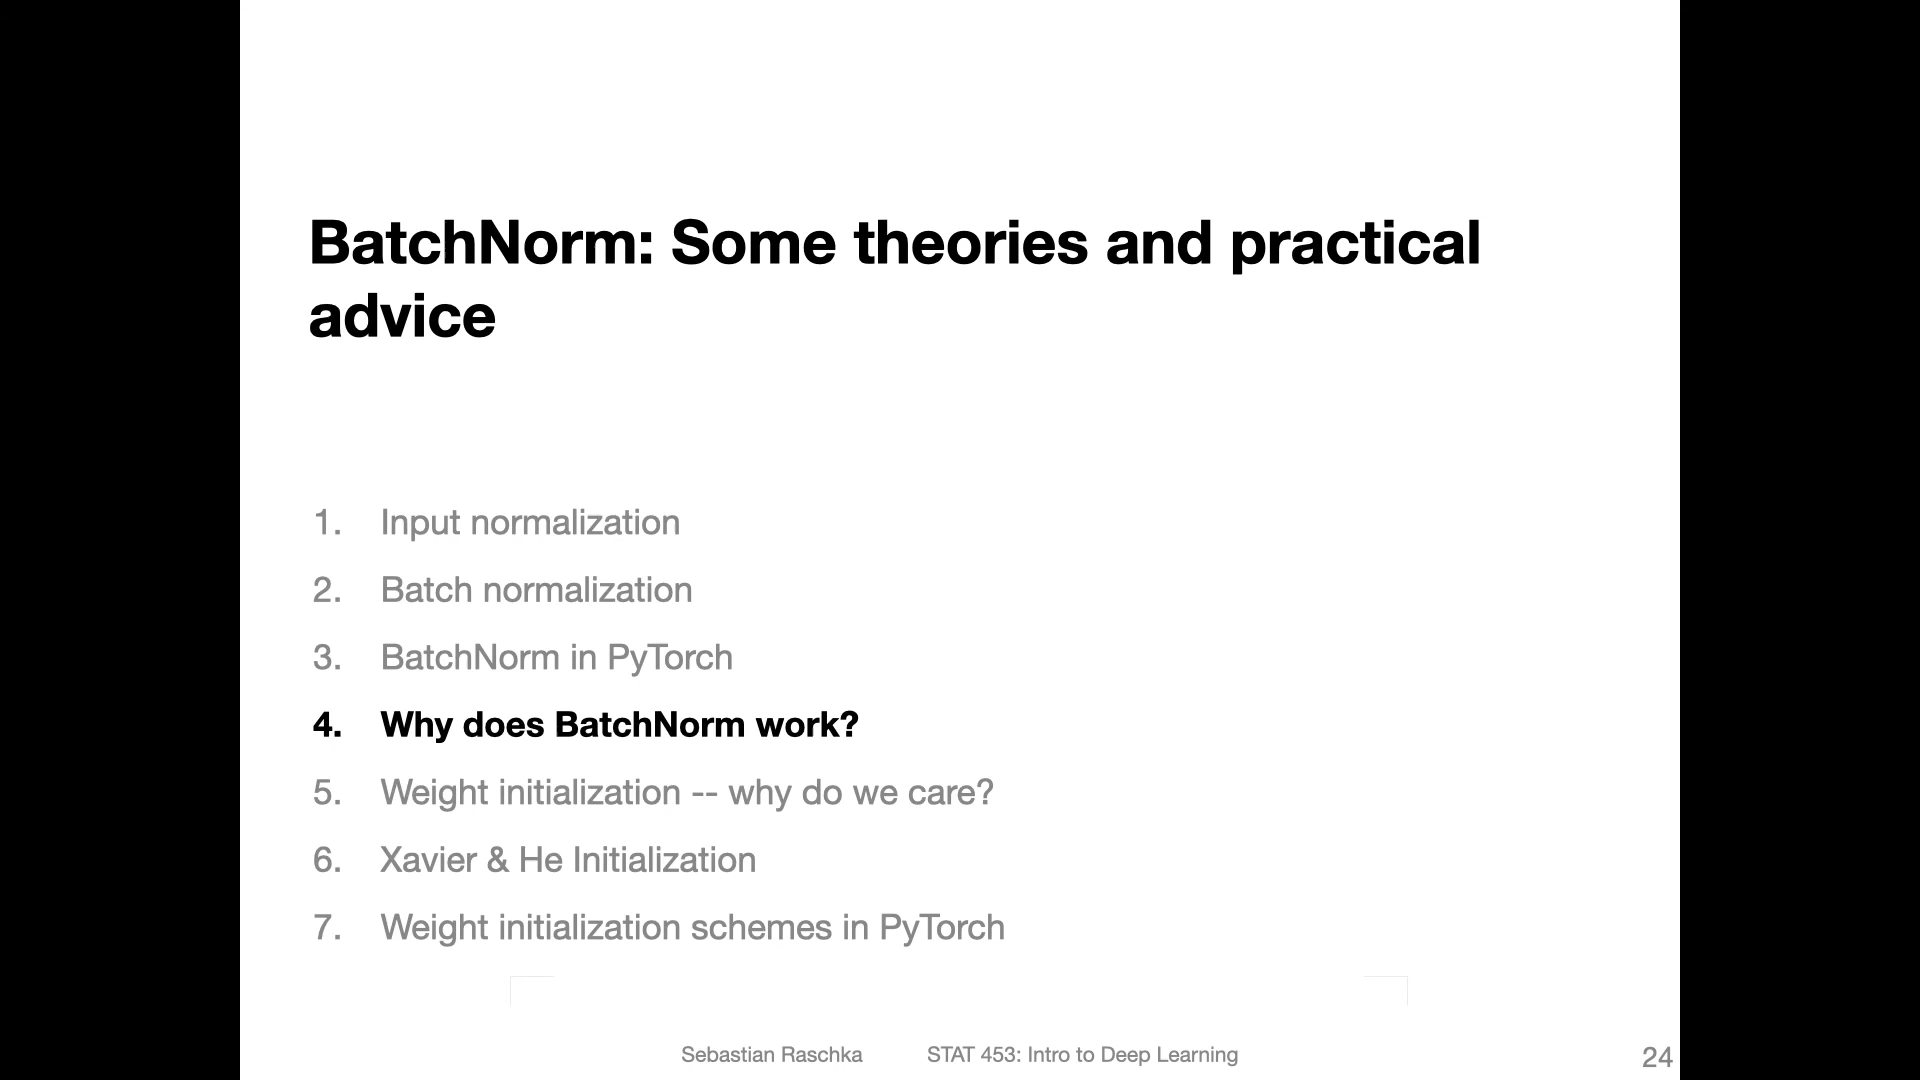 BatchNorm: Some theories and practical
advice
1. Input normalization
2. Batch normalization
3. BatchNorm in PyTorch
4. Why does BatchNorm work?
5. Weight initialization -- why do we care?
6. Xavier & He Initialization
7. Weight initialization schemes in PyTorch
Sebastian Raschka STAT 453: Intro to Deep Learning 24